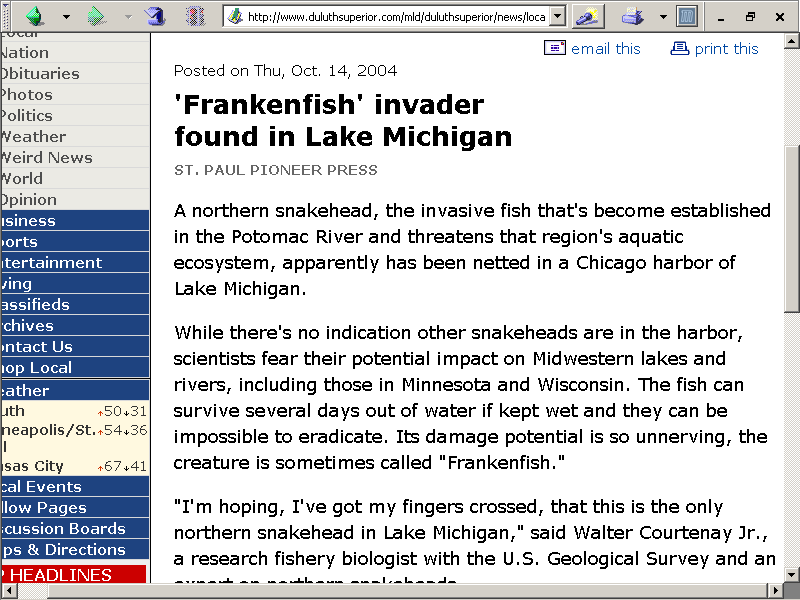 http://www.duluthsuperior.com/mld/duluthsuperior/news/loca
Local
Nation
Obituaries
Photos
Politics
Weather
Weird News
World
Opinion
usiness
ports
ntertainment
ving
assifieds
rchives
ontact Us
hop Local
eather
uth 50 31
neapolis/St. 54 36
l
nsas City 67 41
cal Events
llow Pages
scussion Boards
ps & Directions
P HEADLINES
email this print this
Posted on Thu, Oct. 14, 2004
'Frankenfish' invader
found in Lake Michigan
ST. PAUL PIONEER PRESS
A northern snakehead, the invasive fish that's become established
in the Potomac River and threatens that region's aquatic
ecosystem, apparently has been netted in a Chicago harbor of
Lake Michigan.
While there's no indication other snakeheads are in the harbor,
scientists fear their potential impact on Midwestern lakes and
rivers, including those in Minnesota and Wisconsin. The fish can
survive several days out of water if kept wet and they can be
impossible to eradicate. Its damage potential is so unnerving, the
creature is sometimes called "Frankenfish."
"I'm hoping, I've got my fingers crossed, that this is the only
northern snakehead in Lake Michigan," said Walter Courtenay Jr.,
a research fishery biologist with the U.S. Geological Survey and an
expert on northern snakeheads.